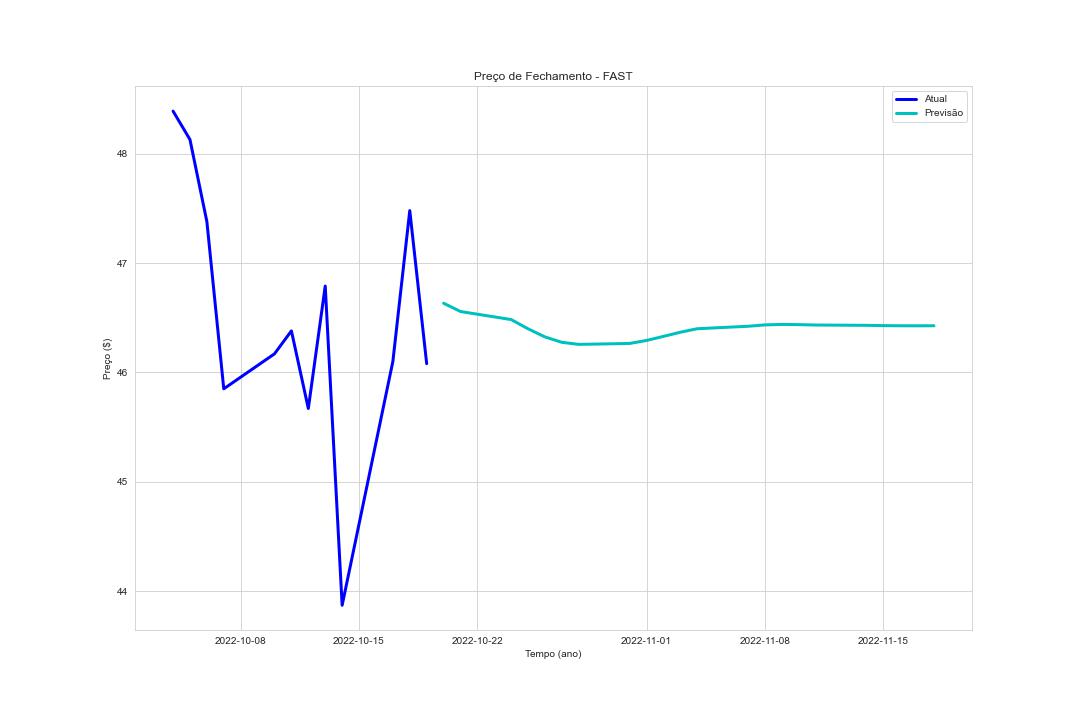 Preço de Fechamento - FAST
Atual
Previsão
48
47
46
45
44
Preço ($)
2022-10-08
2022-10-15
2022-10-22
2022-11-01
2022-11-08
2022-11-15
Tempo (ano)